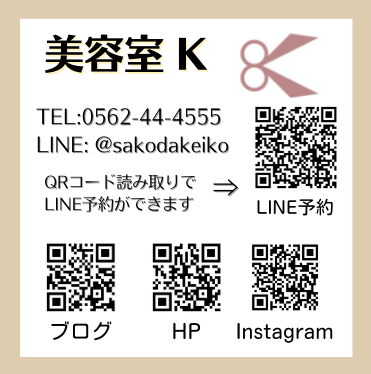 美容室 K
TEL:0562-44-4555
LINE: @sakodakeiko
QRコード読み取りで
LINE予約ができます
⇒
LINE予約
ブログ
HP
Instagram